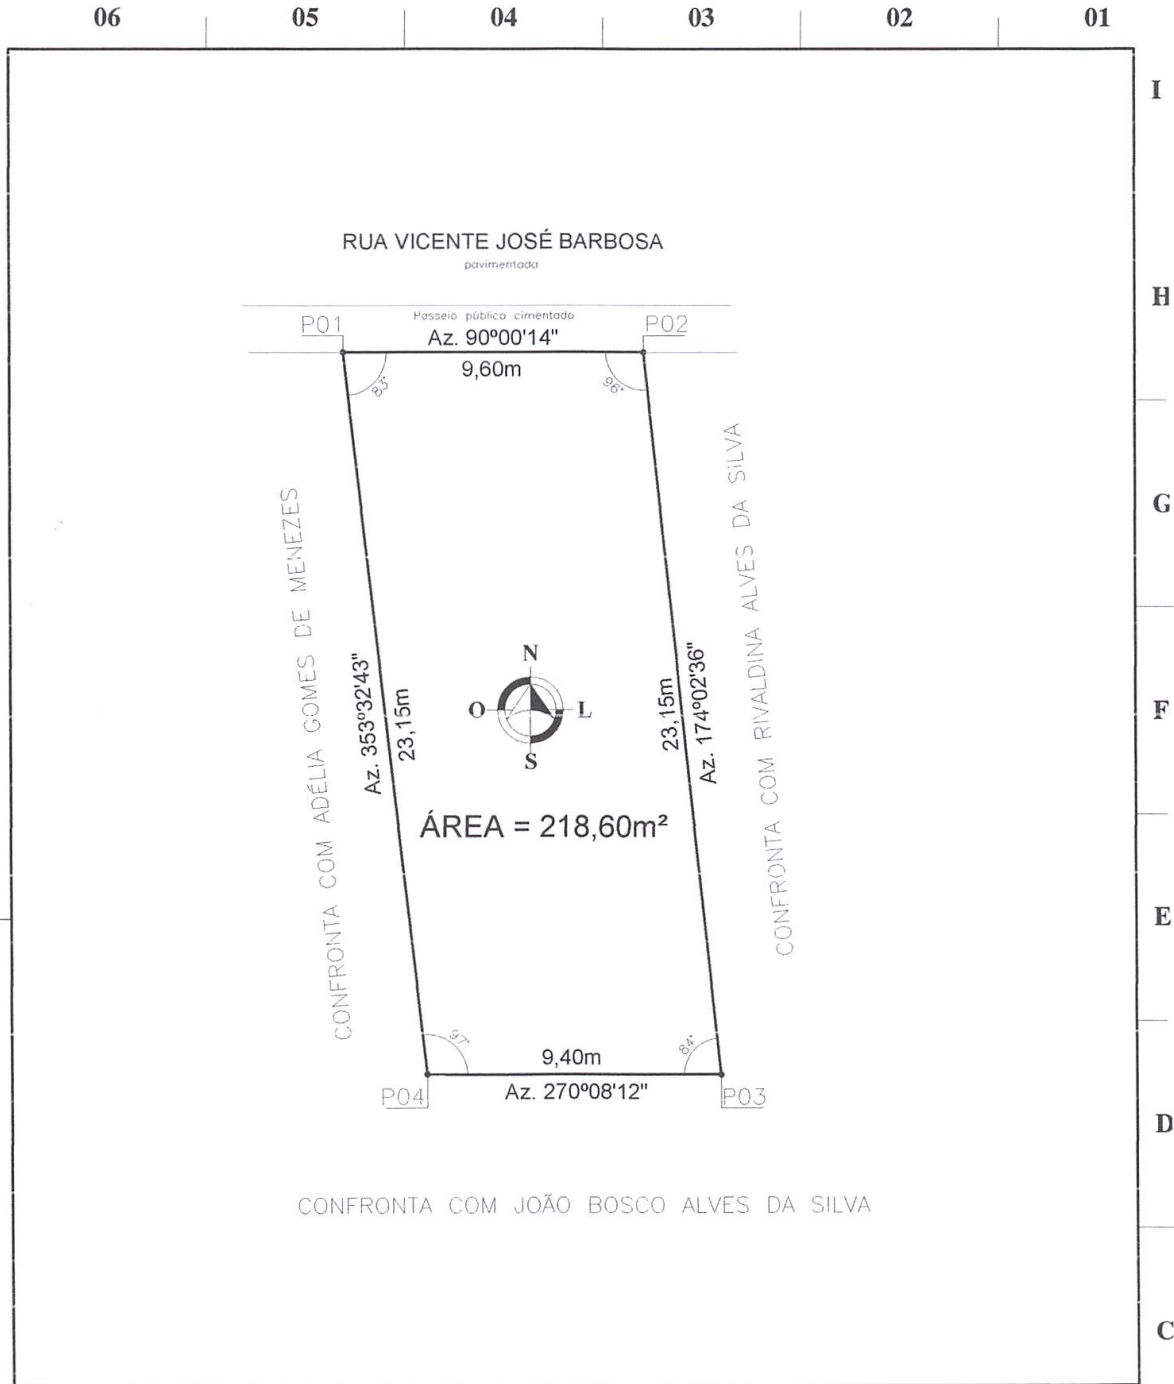 06 05 04 03 02 01
I
RUA VICENTE JOSÉ BARBOSA
pavimentada
H
Passeio público cimentado
P01 P02
Az. 90º00'14"
9,60m
83° 96°
G
CONFRONTA COM ADÉLIA GOMES DE MENEZES
Az. 353º32'43"
23,15m
N
O L
S
23,15m
Az. 174º02'36"
CONFRONTA COM RIVALDINA ALVES DA SILVA
F
ÁREA = 218,60m²
E
97° 84°
9,40m
P04 P03
Az. 270º08'12"
D
CONFRONTA COM JOÃO BOSCO ALVES DA SILVA
C